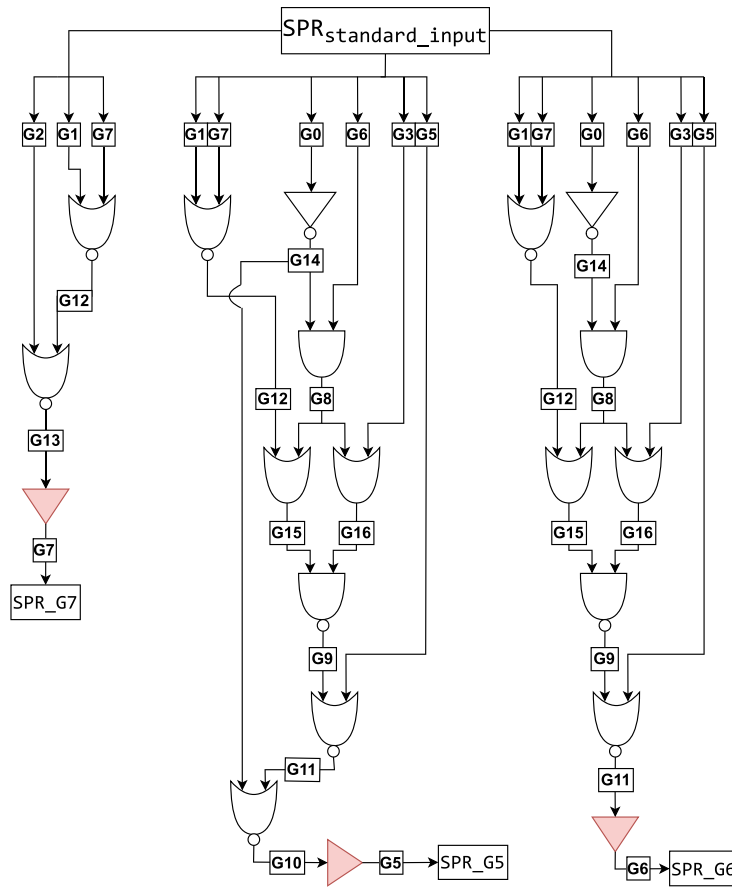 SPRstandard_input
G2 G1 G7 G1 G7 G0 G6 G3 G5 G1 G7 G0 G6 G3 G5
G14 G14
G12
G12 G8 G12 G8
G13
G15 G16 G15 G16
G7
SPR_G7
G9 G9
G11 G11
G10 G5 SPR_G5 G6 SPR_G6